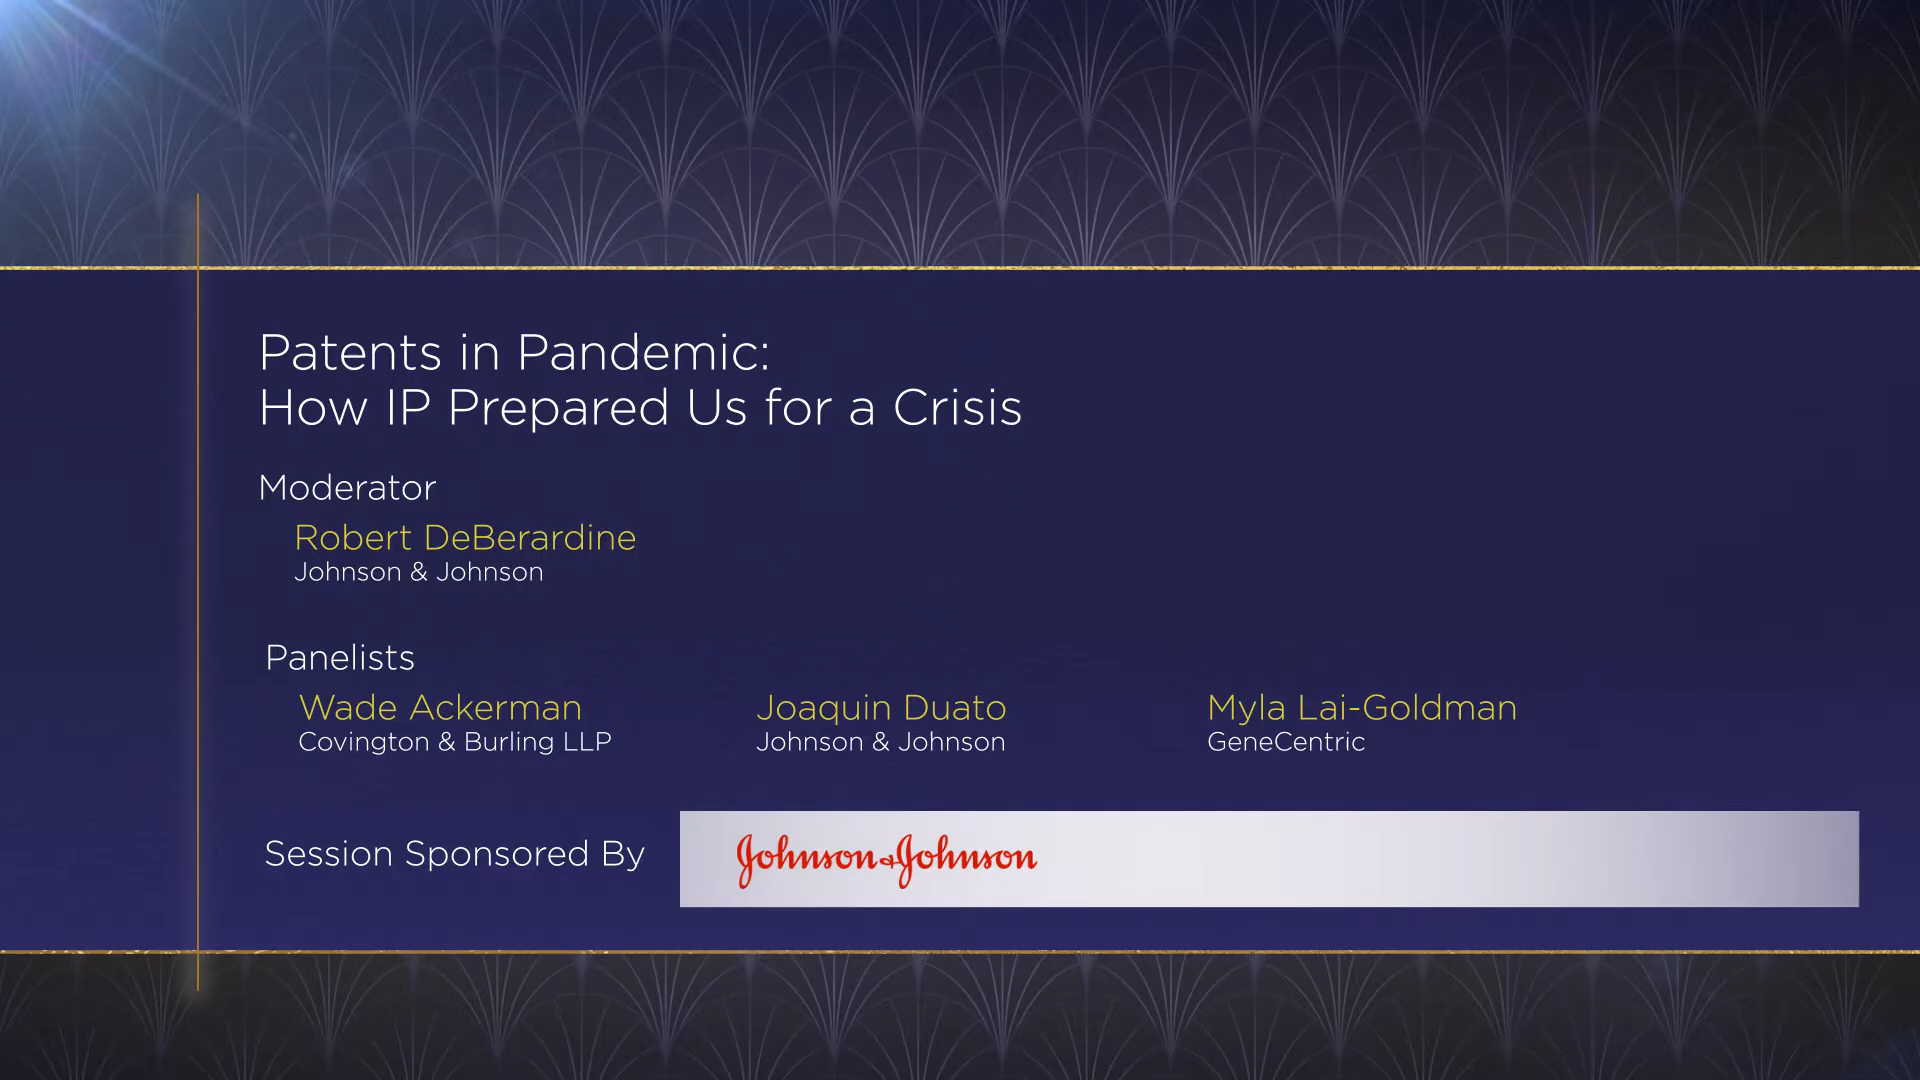 Patents in Pandemic:
How IP Prepared Us for a Crisis
Moderator
Robert DeBerardine
Johnson & Johnson
Panelists
Wade Ackerman
Covington & Burling LLP
Joaquin Duato
Johnson & Johnson
Myla Lai-Goldman
GeneCentric
Session Sponsored By
Johnson & Johnson